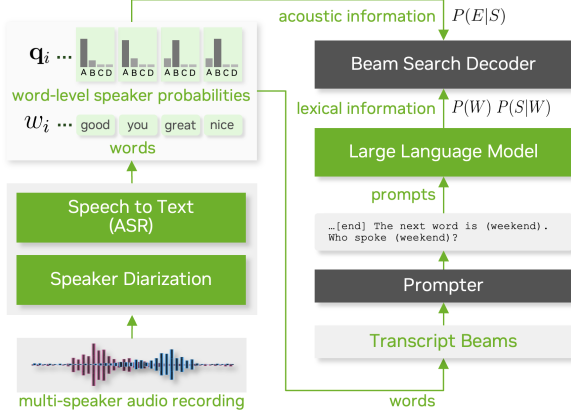 acoustic information P(E|S)
q_i ...
A B C D A B C D A B C D A B C D
word-level speaker probabilities
w_i ... good you great nice
words
Speech to Text
(ASR)
Speaker Diarization
multi-speaker audio recording
Beam Search Decoder
lexical information P(W) P(S|W)
Large Language Model
prompts
...[end] The next word is (weekend).
Who spoke (weekend)?
Prompter
Transcript Beams
words